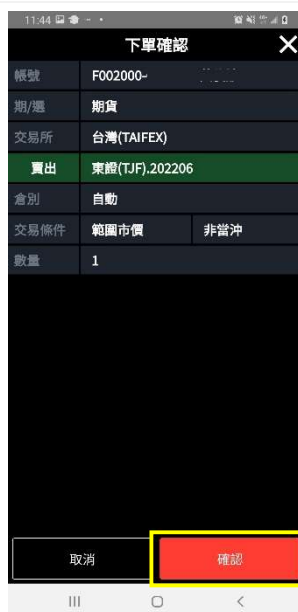 11:44
下單確認
帳號 F002000-
期/選 期貨
交易所 台灣(TAIFEX)
賣出 東證(TJF).202206
倉別 自動
交易條件 範圍市價 非當沖
數量 1
取消 確認